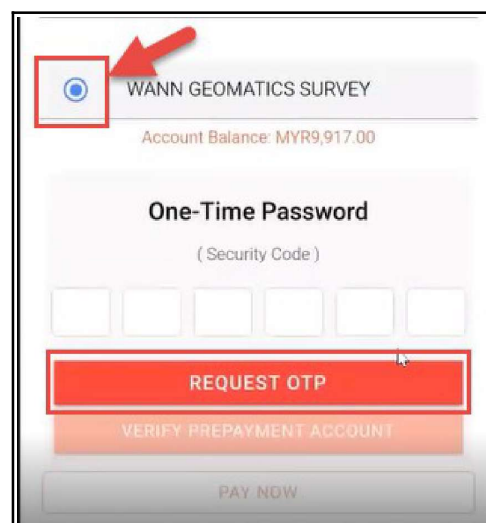 WANN GEOMATICS SURVEY
Account Balance: MYR9,917.00
One-Time Password
( Security Code )
REQUEST OTP
VERIFY PREPAYMENT ACCOUNT
PAY NOW